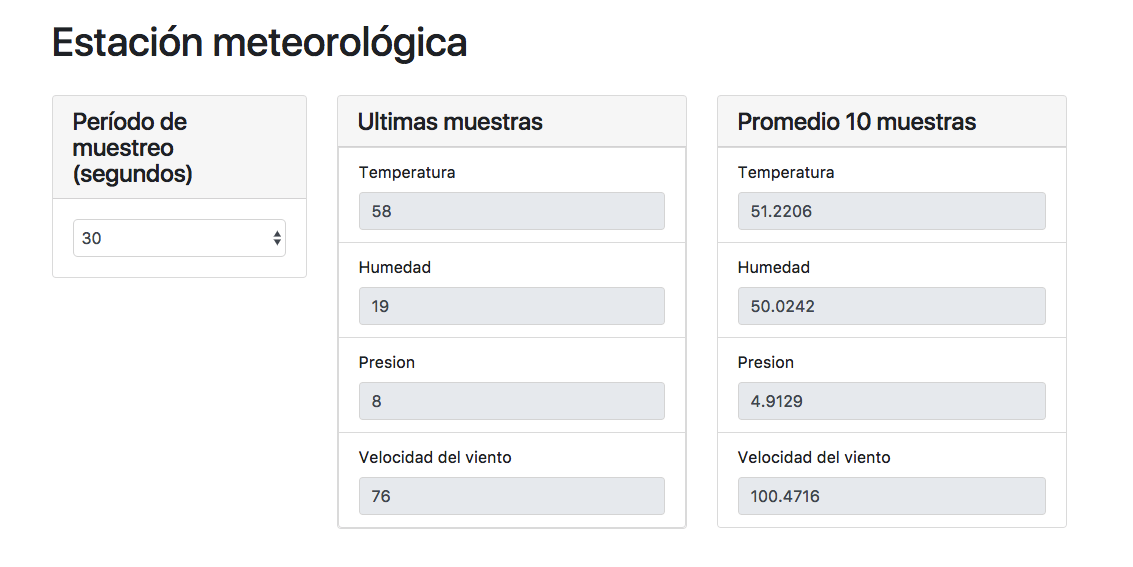 Estación meteorológica
Período de
muestreo
(segundos)
30
Ultimas muestras
Temperatura
58
Humedad
19
Presion
8
Velocidad del viento
76
Promedio 10 muestras
Temperatura
51.2206
Humedad
50.0242
Presion
4.9129
Velocidad del viento
100.4716